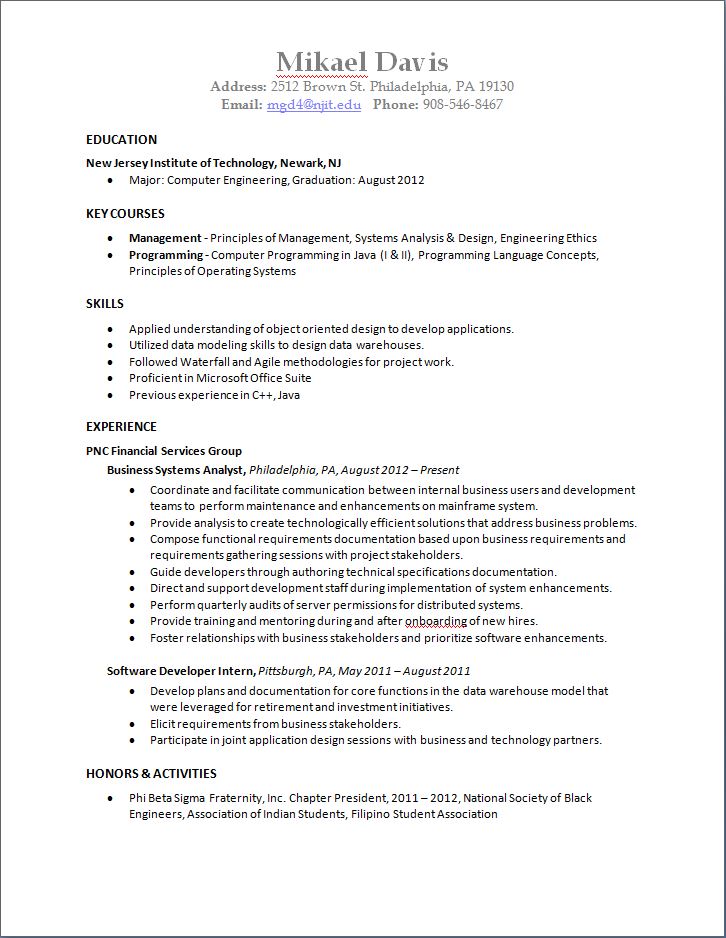 Mikael Davis
Address: 2512 Brown St. Philadelphia, PA 19130
Email: mgd4@njit.edu Phone: 908-546-8467
EDUCATION
New Jersey Institute of Technology, Newark, NJ
• Major: Computer Engineering, Graduation: August 2012
KEY COURSES
• Management - Principles of Management, Systems Analysis & Design, Engineering Ethics
• Programming - Computer Programming in Java (I & II), Programming Language Concepts,
Principles of Operating Systems
SKILLS
• Applied understanding of object oriented design to develop applications.
• Utilized data modeling skills to design data warehouses.
• Followed Waterfall and Agile methodologies for project work.
• Proficient in Microsoft Office Suite
• Previous experience in C++, Java
EXPERIENCE
PNC Financial Services Group
Business Systems Analyst, Philadelphia, PA, August 2012 – Present
• Coordinate and facilitate communication between internal business users and development
teams to perform maintenance and enhancements on mainframe system.
• Provide analysis to create technologically efficient solutions that address business problems.
• Compose functional requirements documentation based upon business requirements and
requirements gathering sessions with project stakeholders.
• Guide developers through authoring technical specifications documentation.
• Direct and support development staff during implementation of system enhancements.
• Perform quarterly audits of server permissions for distributed systems.
• Provide training and mentoring during and after onboarding of new hires.
• Foster relationships with business stakeholders and prioritize software enhancements.
Software Developer Intern, Pittsburgh, PA, May 2011 – August 2011
• Develop plans and documentation for core functions in the data warehouse model that
were leveraged for retirement and investment initiatives.
• Elicit requirements from business stakeholders.
• Participate in joint application design sessions with business and technology partners.
HONORS & ACTIVITIES
• Phi Beta Sigma Fraternity, Inc. Chapter President, 2011 – 2012, National Society of Black
Engineers, Association of Indian Students, Filipino Student Association